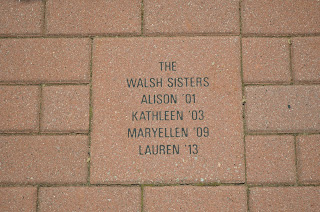 THE
WALSH SISTERS
ALISON '01
KATHLEEN '03
MARYELLEN '09
LAUREN '13